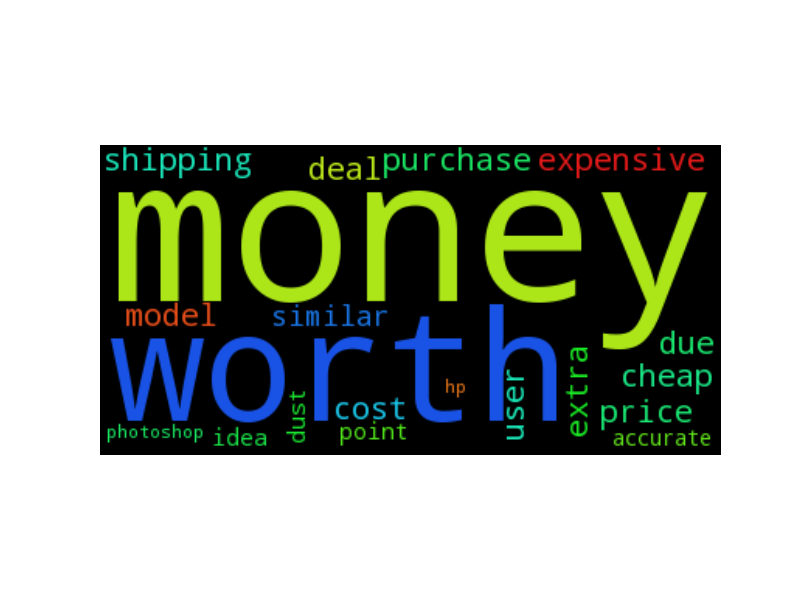 shipping
deal
purchase
expensive
money
model
similar
worth
due
cheap
extra
user
hp
dust
cost
price
photoshop
idea
point
accurate